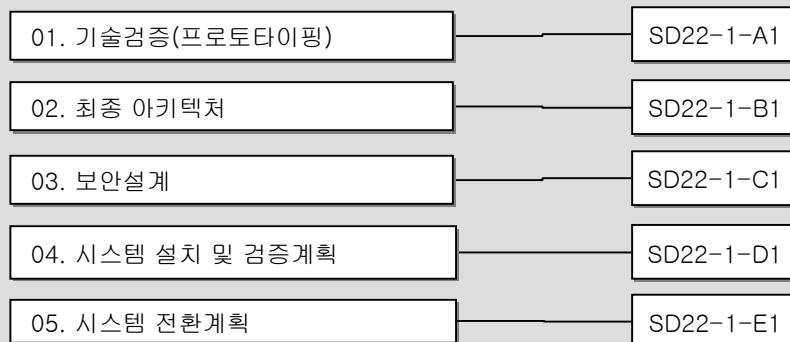 01. 기술검증(프로토타이핑)
SD22-1-A1
02. 최종 아키텍처
SD22-1-B1
03. 보안설계
SD22-1-C1
04. 시스템 설치 및 검증계획
SD22-1-D1
05. 시스템 전환계획
SD22-1-E1